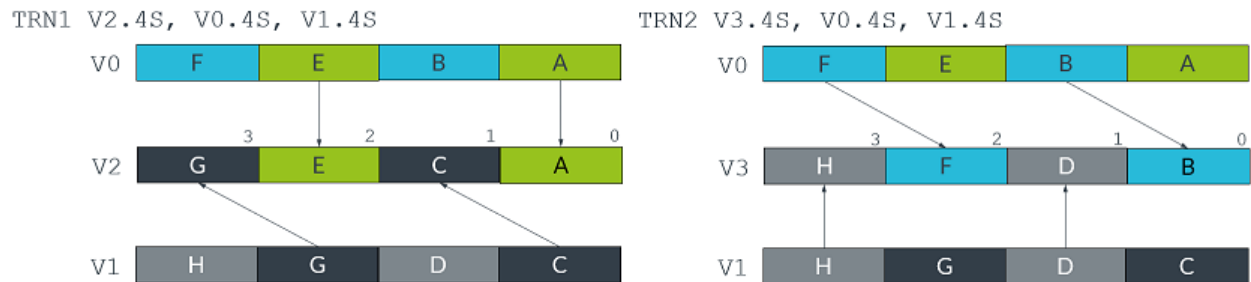 TRN1 V2.4S, V0.4S, V1.4S
V0 F E B A
3 2 1 0
V2 G E C A
V1 H G D C
TRN2 V3.4S, V0.4S, V1.4S
V0 F E B A
3 2 1 0
V3 H F D B
V1 H G D C